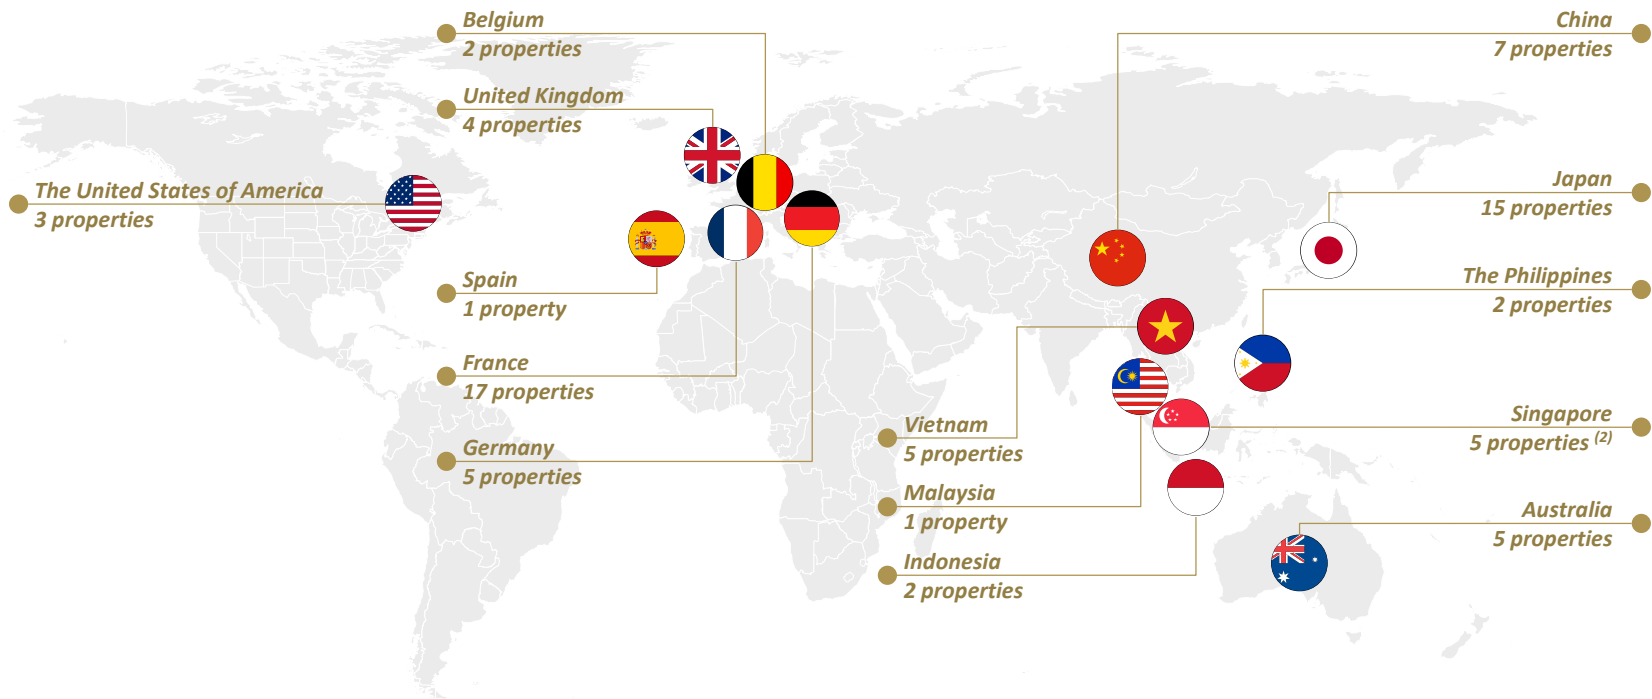 Belgium
2 properties
United Kingdom
4 properties
The United States of America
3 properties
Spain
1 property
France
17 properties
Germany
5 properties
Vietnam
5 properties
Malaysia
1 property
Indonesia
2 properties
China
7 properties
Japan
15 properties
The Philippines
2 properties
Singapore
5 properties (2)
Australia
5 properties